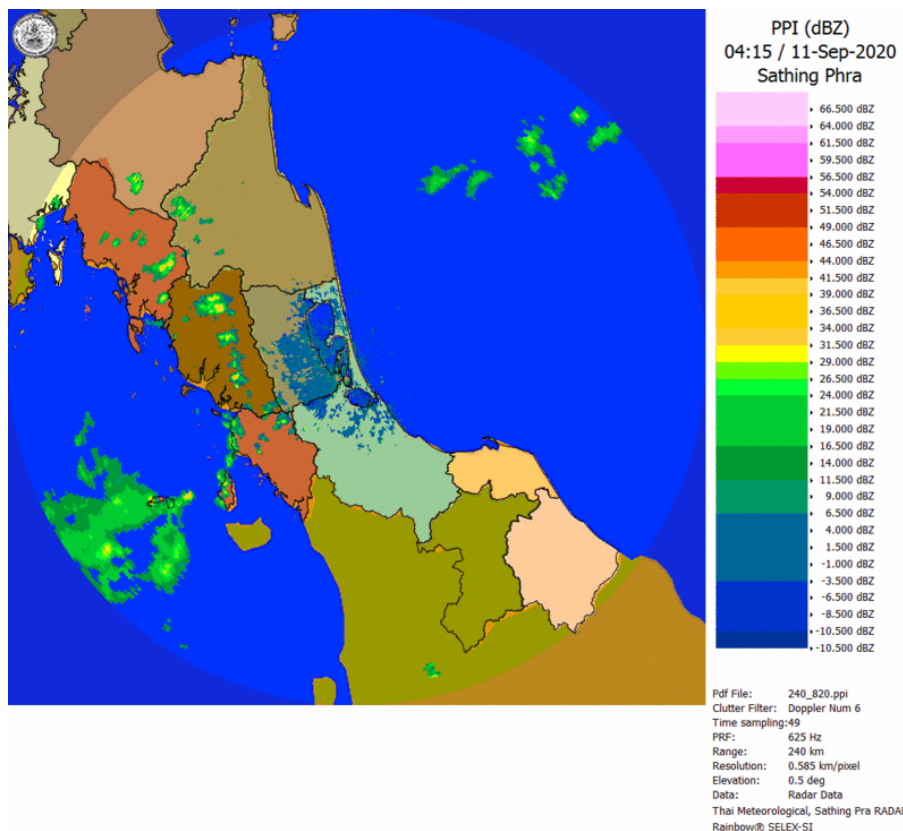 PPI (dBZ)
04:15 / 11-Sep-2020
Sathing Phra
66.500 dBZ
64.000 dBZ
61.500 dBZ
59.500 dBZ
56.500 dBZ
54.000 dBZ
51.500 dBZ
49.000 dBZ
46.500 dBZ
44.000 dBZ
41.500 dBZ
39.000 dBZ
36.500 dBZ
34.000 dBZ
31.500 dBZ
29.000 dBZ
26.500 dBZ
24.000 dBZ
21.500 dBZ
19.000 dBZ
16.500 dBZ
14.000 dBZ
11.500 dBZ
9.000 dBZ
6.500 dBZ
4.000 dBZ
1.500 dBZ
-1.000 dBZ
-3.500 dBZ
-6.500 dBZ
-8.500 dBZ
-10.500 dBZ
-10.500 dBZ
Pdf File: 240_820.ppi
Clutter Filter: Doppler Num 6
Time sampling:49
PRF: 625 Hz
Range: 240 km
Resolution: 0.585 km/pixel
Elevation: 0.5 deg
Data: Radar Data
Thai Meteorological, Sathing Pra RADA
Rainbow® SELEX-SI